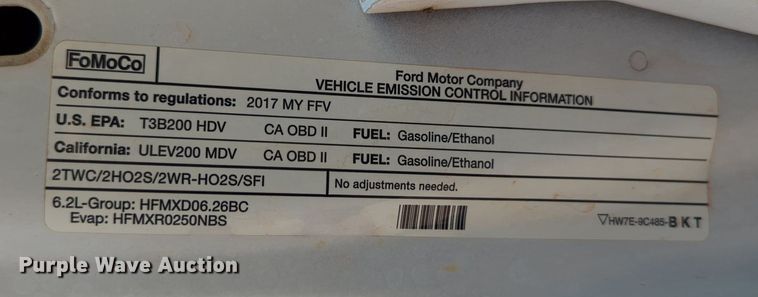 FoMoCo
Ford Motor Company
VEHICLE EMISSION CONTROL INFORMATION
Conforms to regulations: 2017 MY FFV
U.S. EPA: T3B200 HDV CA OBD II FUEL: Gasoline/Ethanol
California: ULEV200 MDV CA OBD II FUEL: Gasoline/Ethanol
2TWC/2HO2S/2WR-HO2S/SFI No adjustments needed.
6.2L-Group: HFMXD06.26BC
Evap: HFMXR0250NBS
HW7E-9C485-B K T
Purple Wave Auction